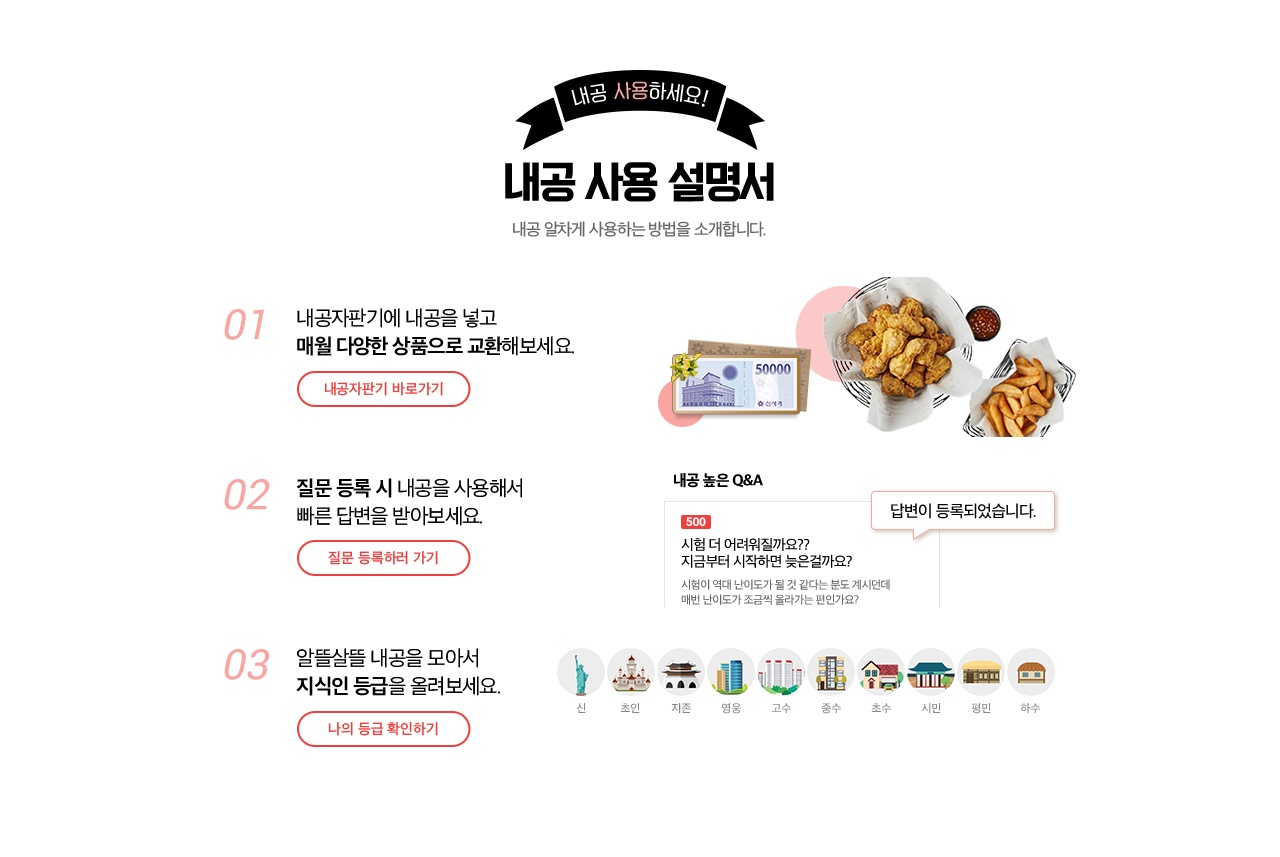 내공 사용하세요!
내공 사용 설명서
내공 알차게 사용하는 방법을 소개합니다.
01
내공자판기에 내공을 넣고
매월 다양한 상품으로 교환해보세요.
내공자판기 바로가기
50000
02
질문 등록 시 내공을 사용해서
빠른 답변을 받아보세요.
질문 등록하러 가기
내공 높은 Q&A
답변이 등록되었습니다.
500
시험 더 어려워질까요??
지금부터 시작하면 늦은걸까요?
시험이 역대 난이도가 될 것 같다는 분도 계시던데
매번 난이도가 조금씩 올라가는 편인가요?
03
알뜰살뜰 내공을 모아서
지식인 등급을 올려보세요.
나의 등급 확인하기
신 초인 지존 영웅 고수 중수 초수 시민 평민 하수